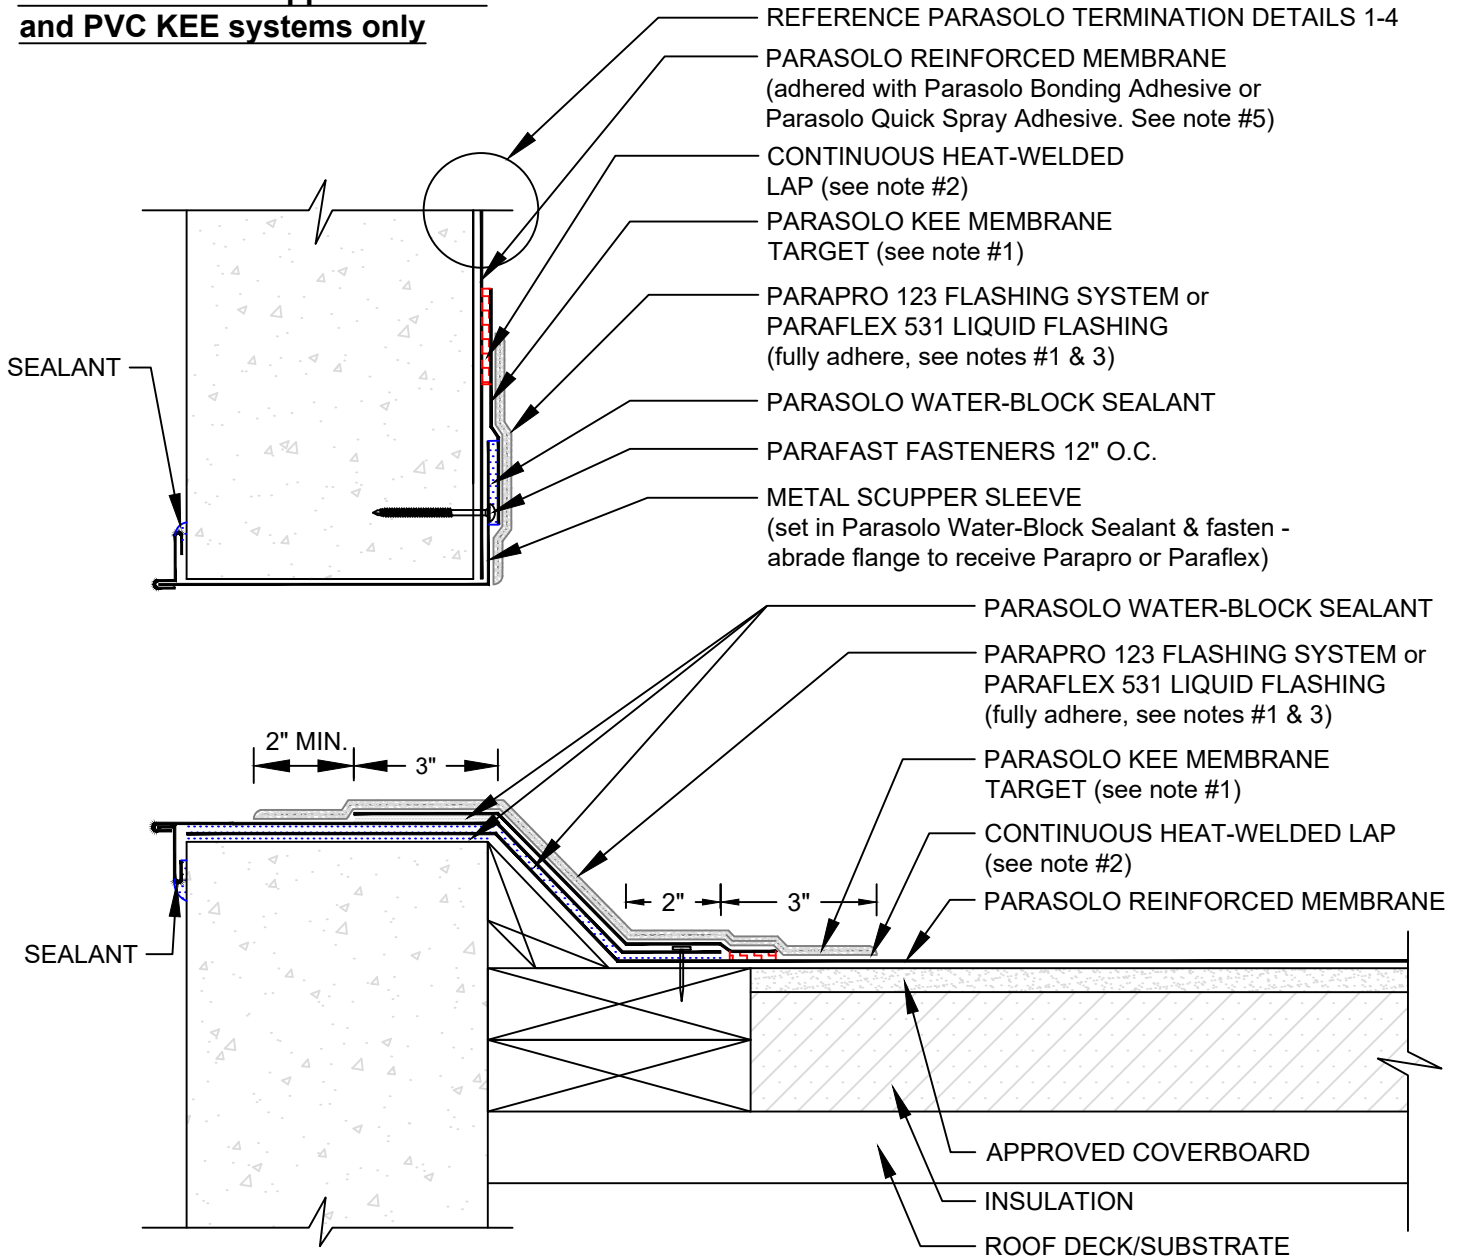 and PVC KEE systems only
REFERENCE PARASOLO TERMINATION DETAILS 1-4
PARASOLO REINFORCED MEMBRANE
(adhered with Parasolo Bonding Adhesive or
Parasolo Quick Spray Adhesive. See note #5)
CONTINUOUS HEAT-WELDED
LAP (see note #2)
PARASOLO KEE MEMBRANE
TARGET (see note #1)
PARAPRO 123 FLASHING SYSTEM or
PARAFLEX 531 LIQUID FLASHING
(fully adhere, see notes #1 & 3)
SEALANT
PARASOLO WATER-BLOCK SEALANT
PARAFAST FASTENERS 12" O.C.
METAL SCUPPER SLEEVE
(set in Parasolo Water-Block Sealant & fasten -
abrade flange to receive Parapro or Paraflex)
PARASOLO WATER-BLOCK SEALANT
PARAPRO 123 FLASHING SYSTEM or
PARAFLEX 531 LIQUID FLASHING
(fully adhere, see notes #1 & 3)
2" MIN.
3"
PARASOLO KEE MEMBRANE
TARGET (see note #1)
CONTINUOUS HEAT-WELDED LAP
(see note #2)
2"
3"
PARASOLO REINFORCED MEMBRANE
SEALANT
APPROVED COVERBOARD
INSULATION
ROOF DECK/SUBSTRATE